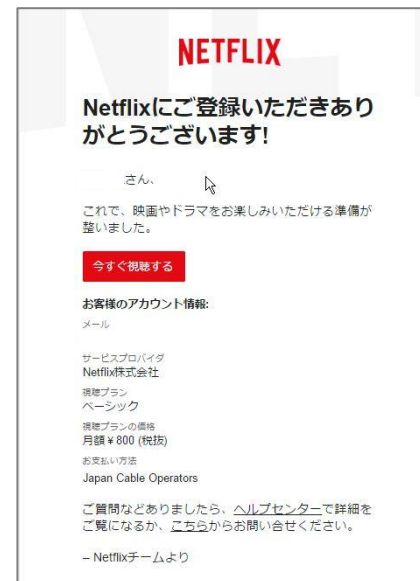 NETFLIX
Netflixにご登録いただきあり
がとうございます!
さん、
これで、映画やドラマをお楽しみいただける準備が
整いました。
今すぐ視聴する
お客様のアカウント情報:
メール
サービスプロバイダ
Netflix株式会社
視聴プラン
ベーシック
視聴プランの価格
月額¥800 (税抜)
お支払い方法
Japan Cable Operators
ご質問などありましたら、ヘルプセンターで詳細を
ご覧になるか、こちらからお問い合せください。
– Netflixチームより